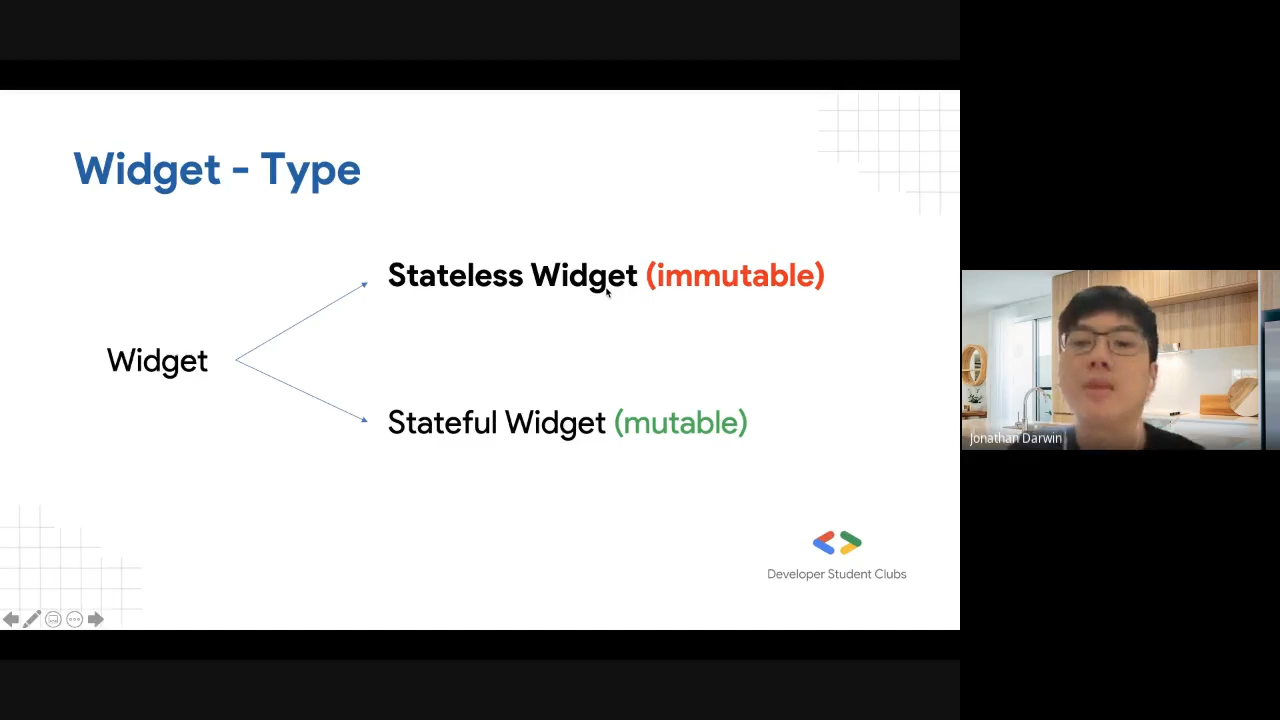 Widget - Type
Stateless Widget (immutable)
Widget
Stateful Widget (mutable)
Developer Student Clubs
Jonathan Darwin